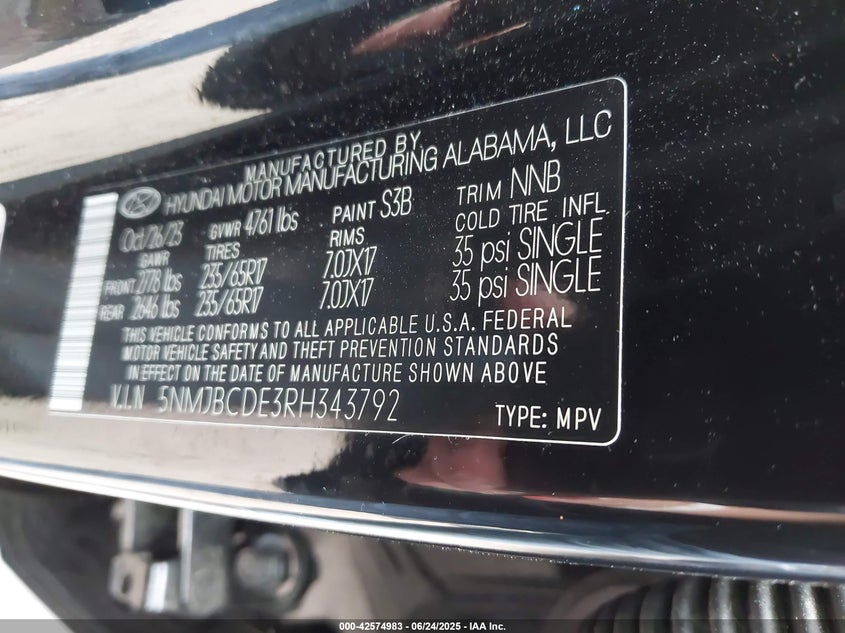 MANUFACTURED BY
HYUNDAI MOTOR MANUFACTURING ALABAMA, LLC
Oct/26/23 GVWR 4761 lbs PAINT S3B TRIM NNB
GAWR TIRES RIMS COLD TIRE INFL
FRONT 2778 lbs 235/65R17 7.0JX17 35 psi SINGLE
REAR 2646 lbs 235/65R17 7.0JX17 35 psi SINGLE
THIS VEHICLE CONFORMS TO ALL APPLICABLE U.S.A. FEDERAL
MOTOR VEHICLE SAFETY AND THEFT PREVENTION STANDARDS
IN EFFECT ON THE DATE OF MANUFACTURE SHOWN ABOVE
V.I.N 5NMJBCDE3RH343792 TYPE: MPV
000-42574983 - 06/24/2025 - IAA Inc.